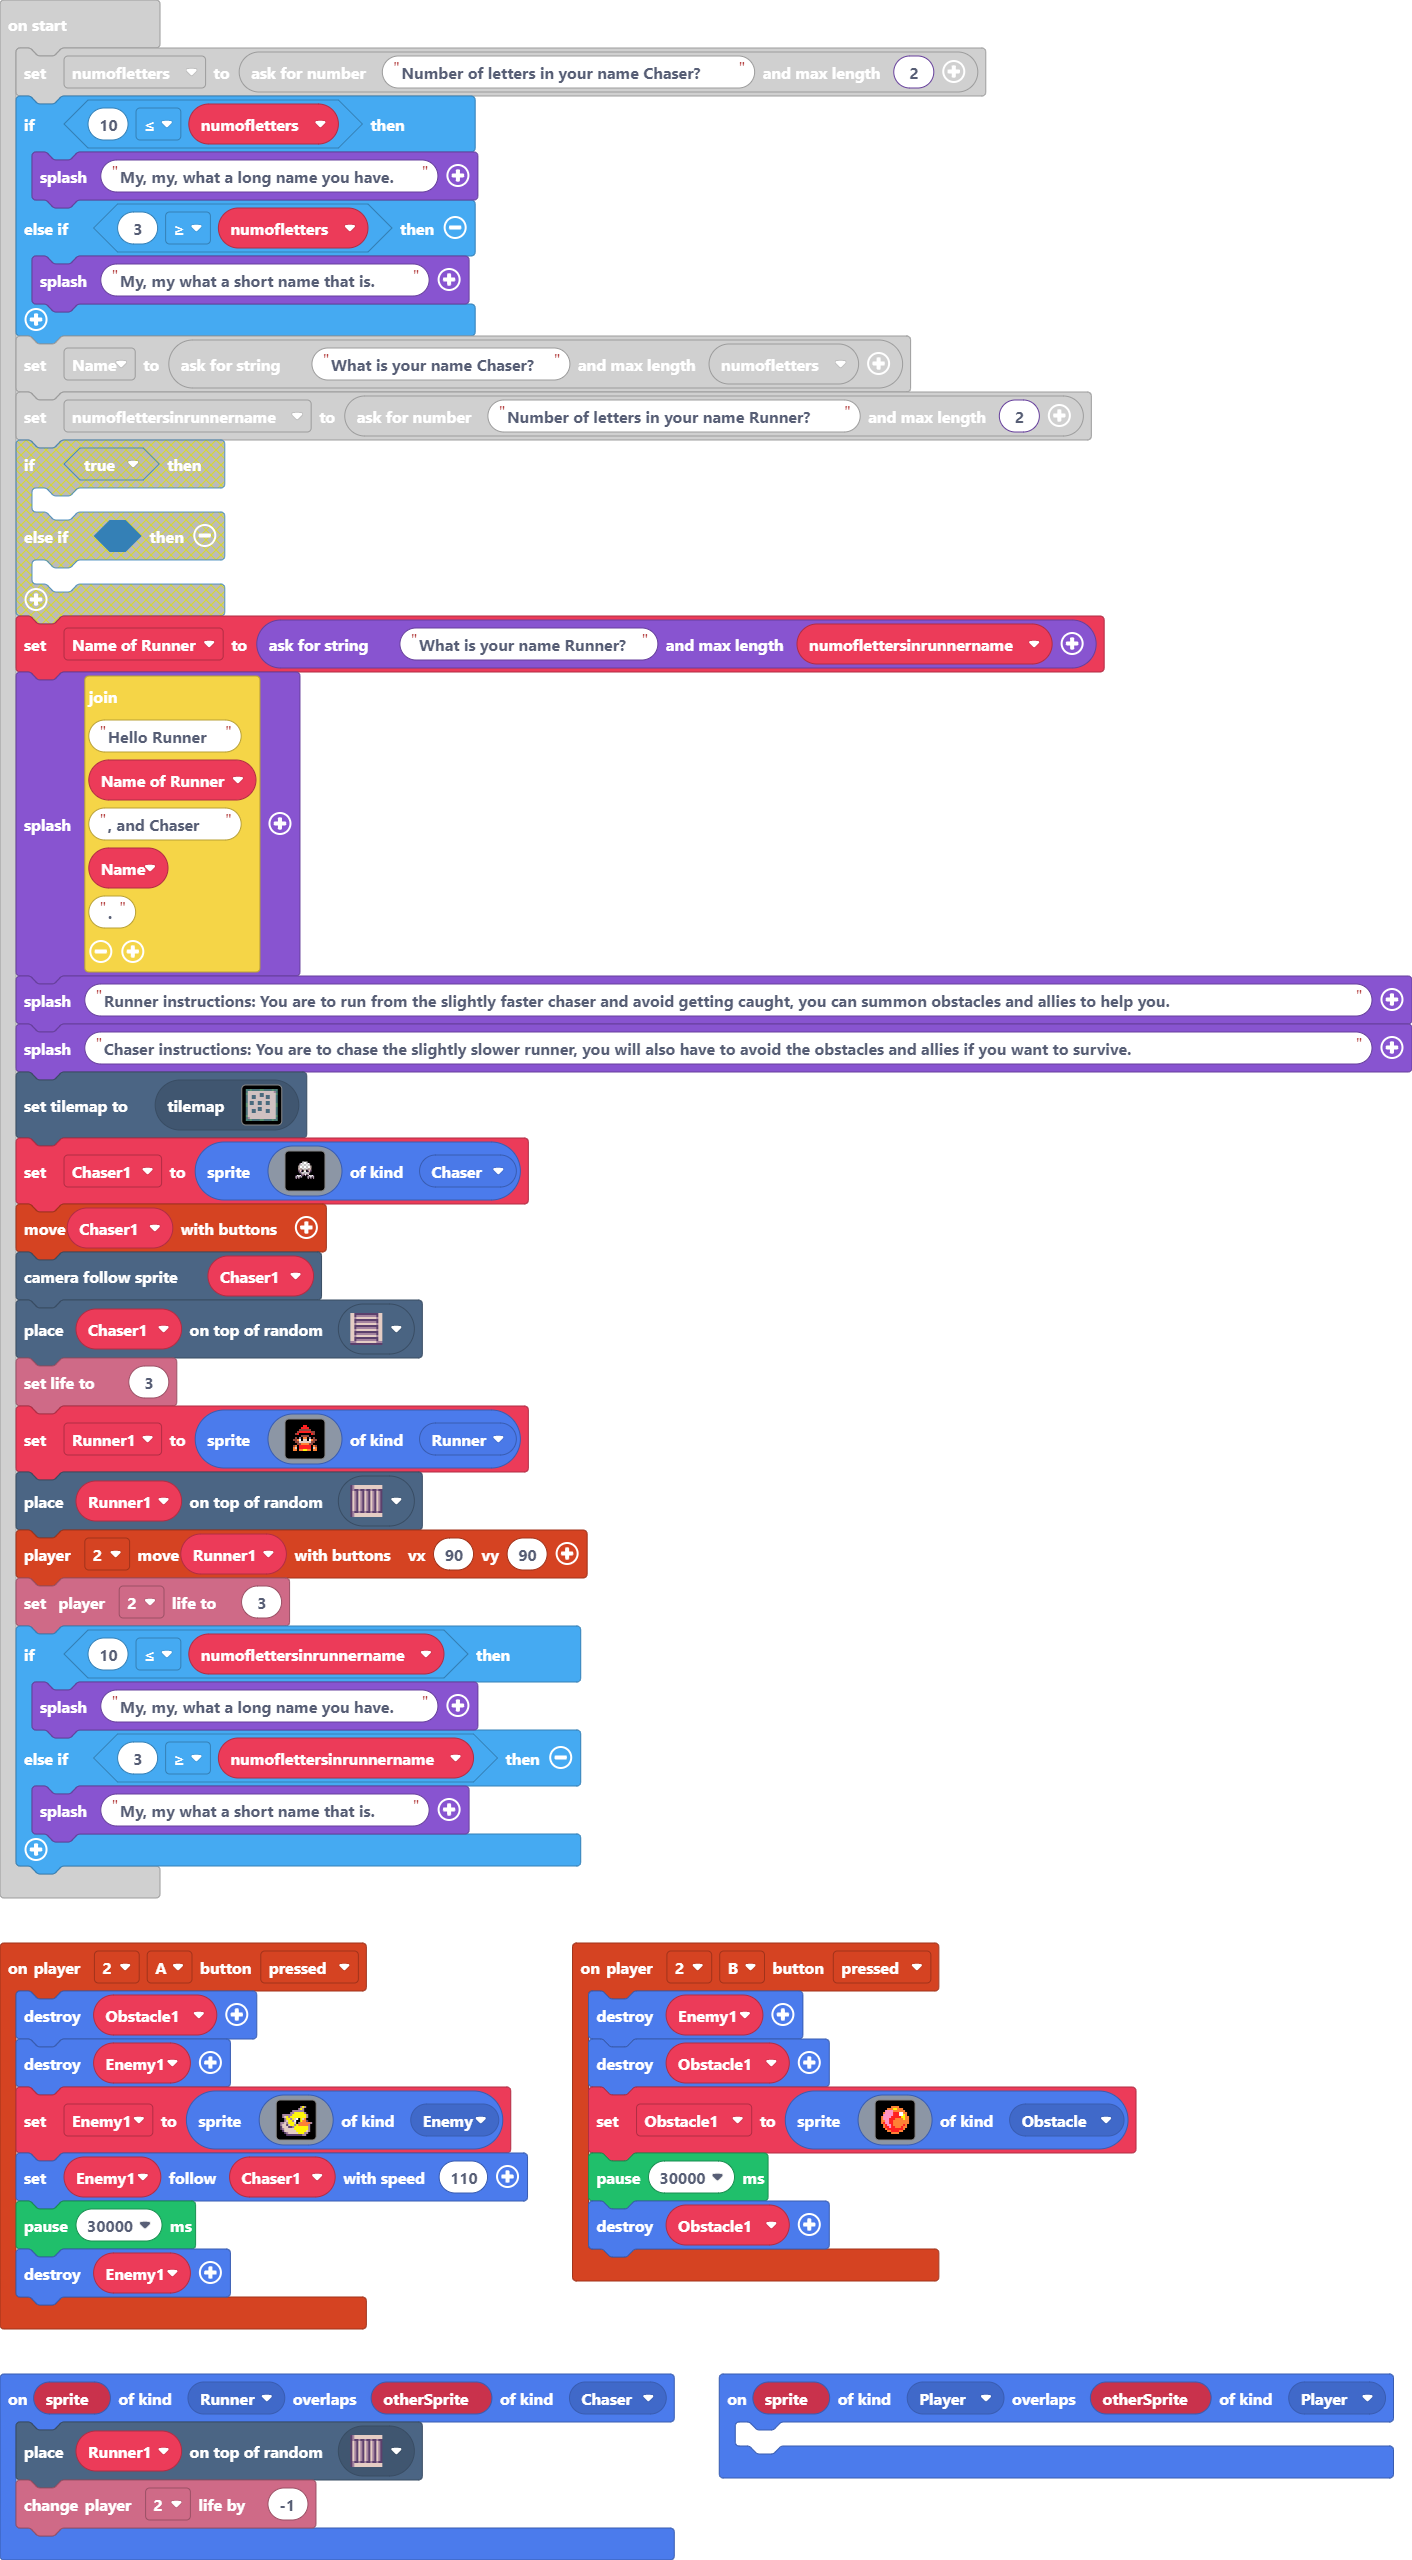 on start
set numofletters to ask for number "Number of letters in your name Chaser?" and max length 2
if 10 ≤ numofletters then
splash "My, my, what a long name you have."
else if 3 ≥ numofletters then
splash "My, my what a short name that is."
set Name to ask for string "What is your name Chaser?" and max length numofletters
set numoflettersinrunnername to ask for number "Number of letters in your name Runner?" and max length 2
if true then
else if then
set Name of Runner to ask for string "What is your name Runner?" and max length numoflettersinrunnername
join
"Hello Runner"
Name of Runner
splash ", and Chaser"
Name
"."
splash "Runner instructions: You are to run from the slightly faster chaser and avoid getting caught, you can summon obstacles and allies to help you."
splash "Chaser instructions: You are to chase the slightly slower runner, you will also have to avoid the obstacles and allies if you want to survive."
set tilemap to tilemap
set Chaser1 to sprite of kind Chaser
move Chaser1 with buttons
camera follow sprite Chaser1
place Chaser1 on top of random
set life to 3
set Runner1 to sprite of kind Runner
place Runner1 on top of random
player 2 move Runner1 with buttons vx 90 vy 90
set player 2 life to 3
if 10 ≤ numoflettersinrunnername then
splash "My, my, what a long name you have."
else if 3 ≥ numoflettersinrunnername then
splash "My, my what a short name that is."
on player 2 A button pressed
destroy Obstacle1
destroy Enemy1
set Enemy1 to sprite of kind Enemy
set Enemy1 follow Chaser1 with speed 110
pause 30000 ms
destroy Enemy1
on player 2 B button pressed
destroy Enemy1
destroy Obstacle1
set Obstacle1 to sprite of kind Obstacle
pause 30000 ms
destroy Obstacle1
on sprite of kind Runner overlaps otherSprite of kind Chaser
place Runner1 on top of random
change player 2 life by -1
on sprite of kind Player overlaps otherSprite of kind Player